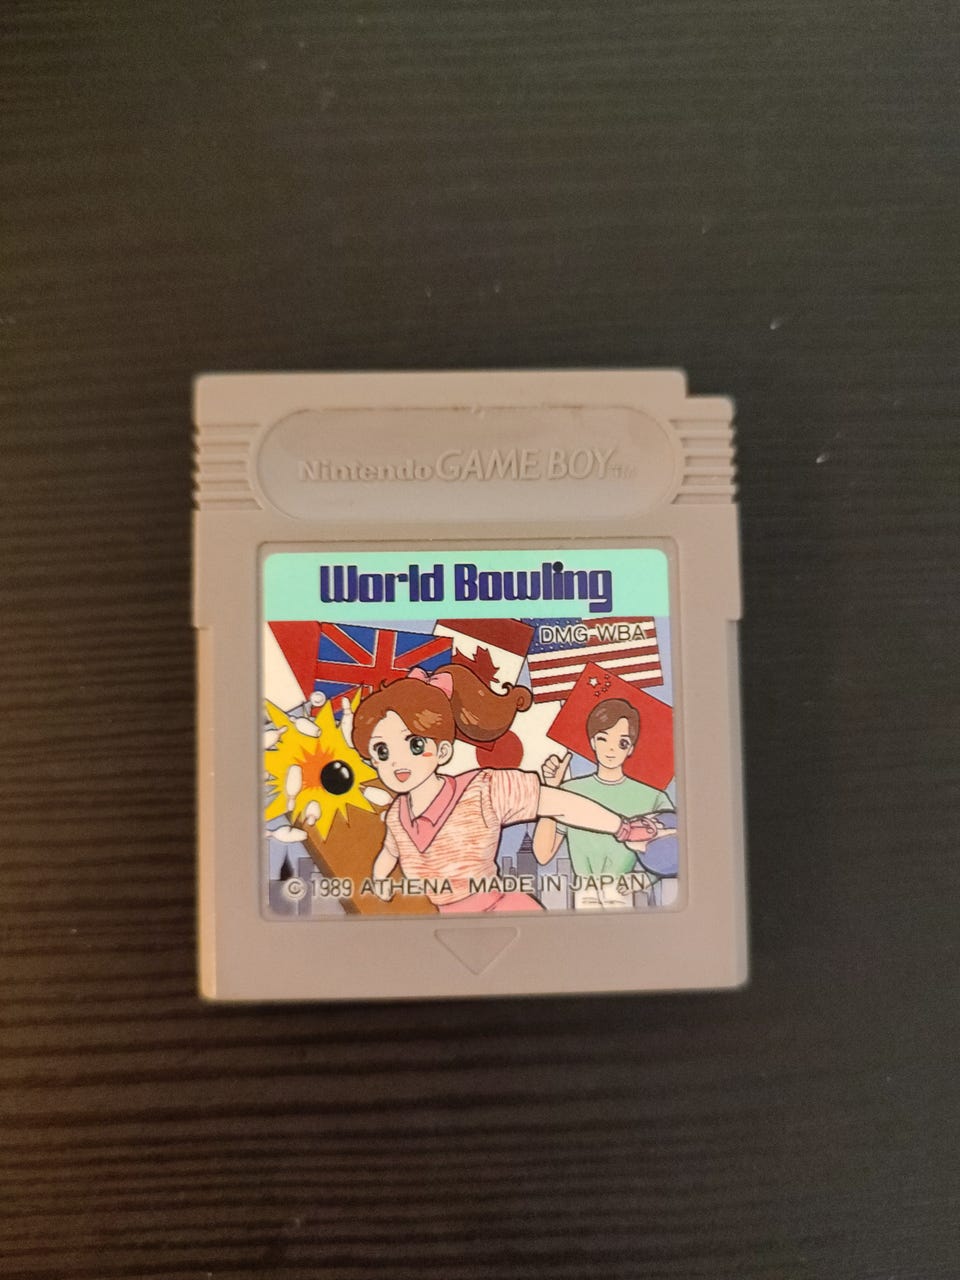 Nintendo GAME BOY™
World Bowling
DMG-WBA
© 1989 ATHENA MADE IN JAPAN